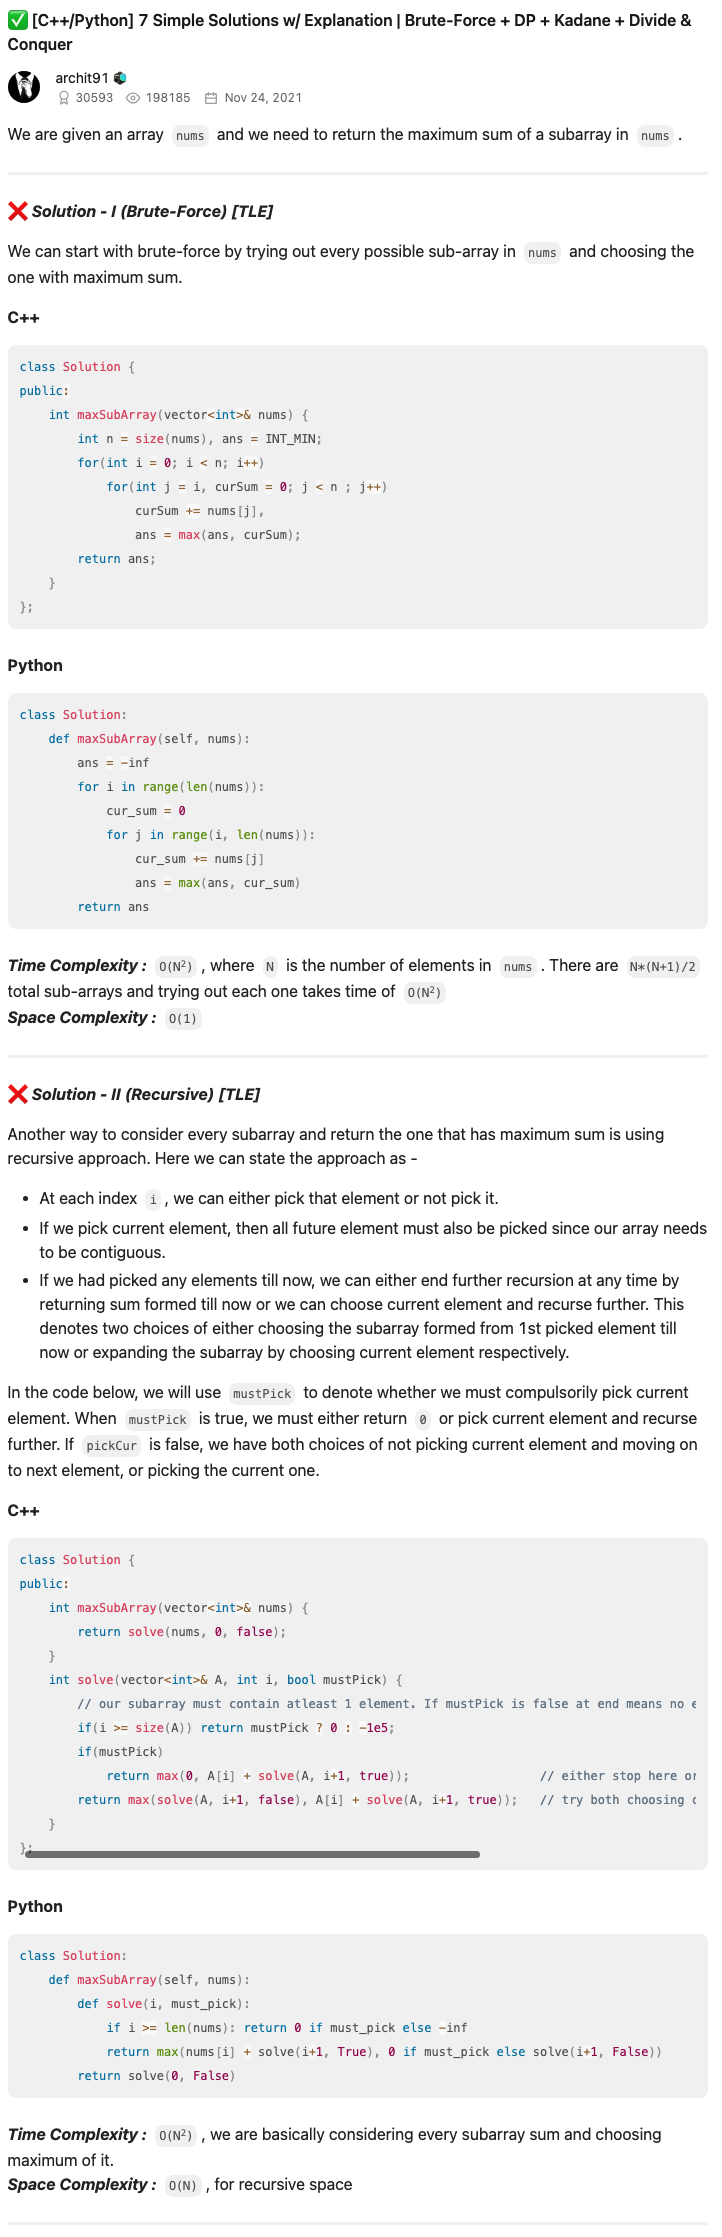 ✅ [C++/Python] 7 Simple Solutions w/ Explanation | Brute-Force + DP + Kadane + Divide &
Conquer
archit91
30593 198185 Nov 24, 2021
We are given an array nums and we need to return the maximum sum of a subarray in nums .
❌ Solution - I (Brute-Force) [TLE]
We can start with brute-force by trying out every possible sub-array in nums and choosing the
one with maximum sum.
C++
class Solution {
public:
    int maxSubArray(vector<int>& nums) {
        int n = size(nums), ans = INT_MIN;
        for(int i = 0; i < n; i++)
            for(int j = i, curSum = 0; j < n ; j++)
                curSum += nums[j],
                ans = max(ans, curSum);
        return ans;
    }
};
Python
class Solution:
    def maxSubArray(self, nums):
        ans = -inf
        for i in range(len(nums)):
            cur_sum = 0
            for j in range(i, len(nums)):
                cur_sum += nums[j]
                ans = max(ans, cur_sum)
        return ans
Time Complexity : O(N²) , where N is the number of elements in nums . There are N*(N+1)/2
total sub-arrays and trying out each one takes time of O(N²)
Space Complexity : O(1)
❌ Solution - II (Recursive) [TLE]
Another way to consider every subarray and return the one that has maximum sum is using
recursive approach. Here we can state the approach as -
• At each index i , we can either pick that element or not pick it.
• If we pick current element, then all future element must also be picked since our array needs
to be contiguous.
• If we had picked any elements till now, we can either end further recursion at any time by
returning sum formed till now or we can choose current element and recurse further. This
denotes two choices of either choosing the subarray formed from 1st picked element till
now or expanding the subarray by choosing current element respectively.
In the code below, we will use mustPick to denote whether we must compulsorily pick current
element. When mustPick is true, we must either return 0 or pick current element and recurse
further. If pickCur is false, we have both choices of not picking current element and moving on
to next element, or picking the current one.
C++
class Solution {
public:
    int maxSubArray(vector<int>& nums) {
        return solve(nums, 0, false);
    }
    int solve(vector<int>& A, int i, bool mustPick) {
        // our subarray must contain atleast 1 element. If mustPick is false at end means no e
        if(i >= size(A)) return mustPick ? 0 : -1e5;
        if(mustPick)
            return max(0, A[i] + solve(A, i+1, true));                  // either stop here or
        return max(solve(A, i+1, false), A[i] + solve(A, i+1, true));   // try both choosing c
    }
};
Python
class Solution:
    def maxSubArray(self, nums):
        def solve(i, must_pick):
            if i >= len(nums): return 0 if must_pick else -inf
            return max(nums[i] + solve(i+1, True), 0 if must_pick else solve(i+1, False))
        return solve(0, False)
Time Complexity : O(N²) , we are basically considering every subarray sum and choosing
maximum of it.
Space Complexity : O(N) , for recursive space